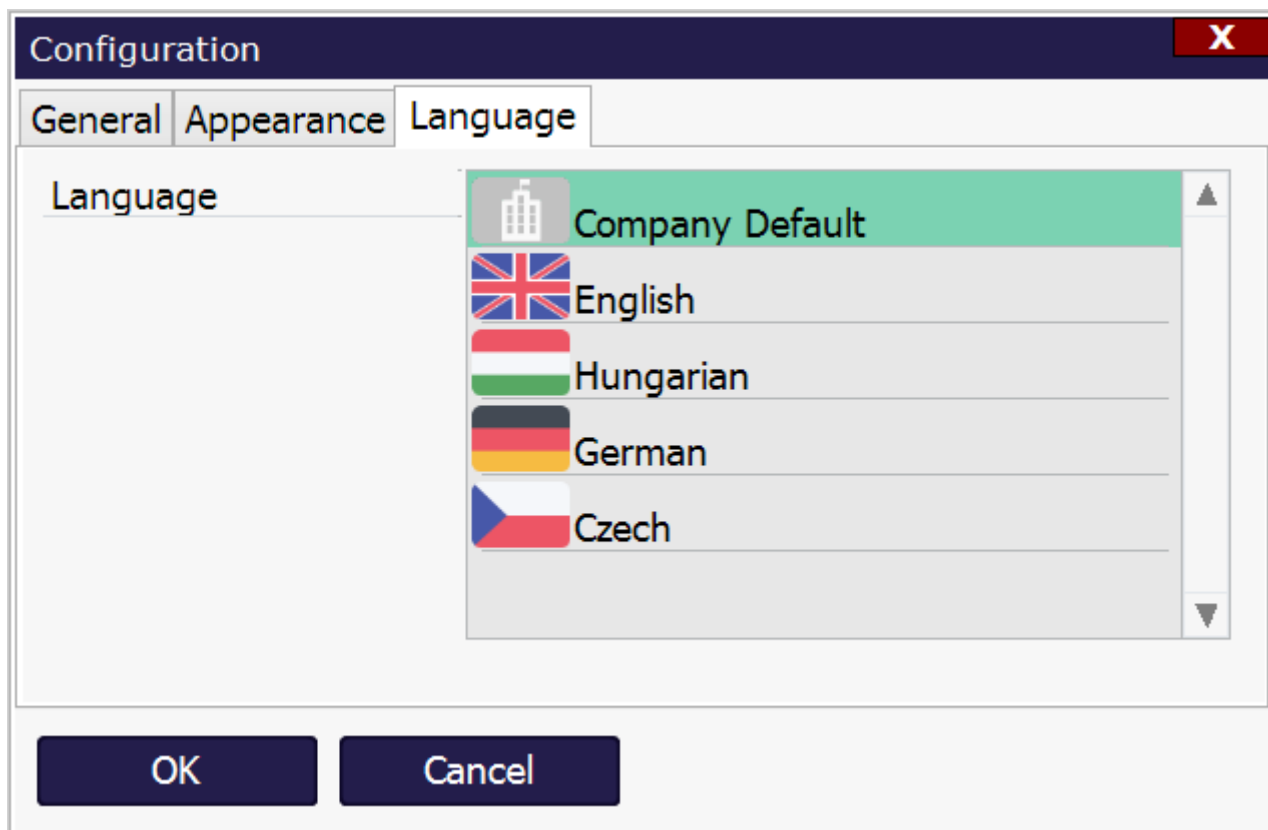 Configuration
X
General Appearance Language
Language
Company Default
English
Hungarian
German
Czech
OK Cancel